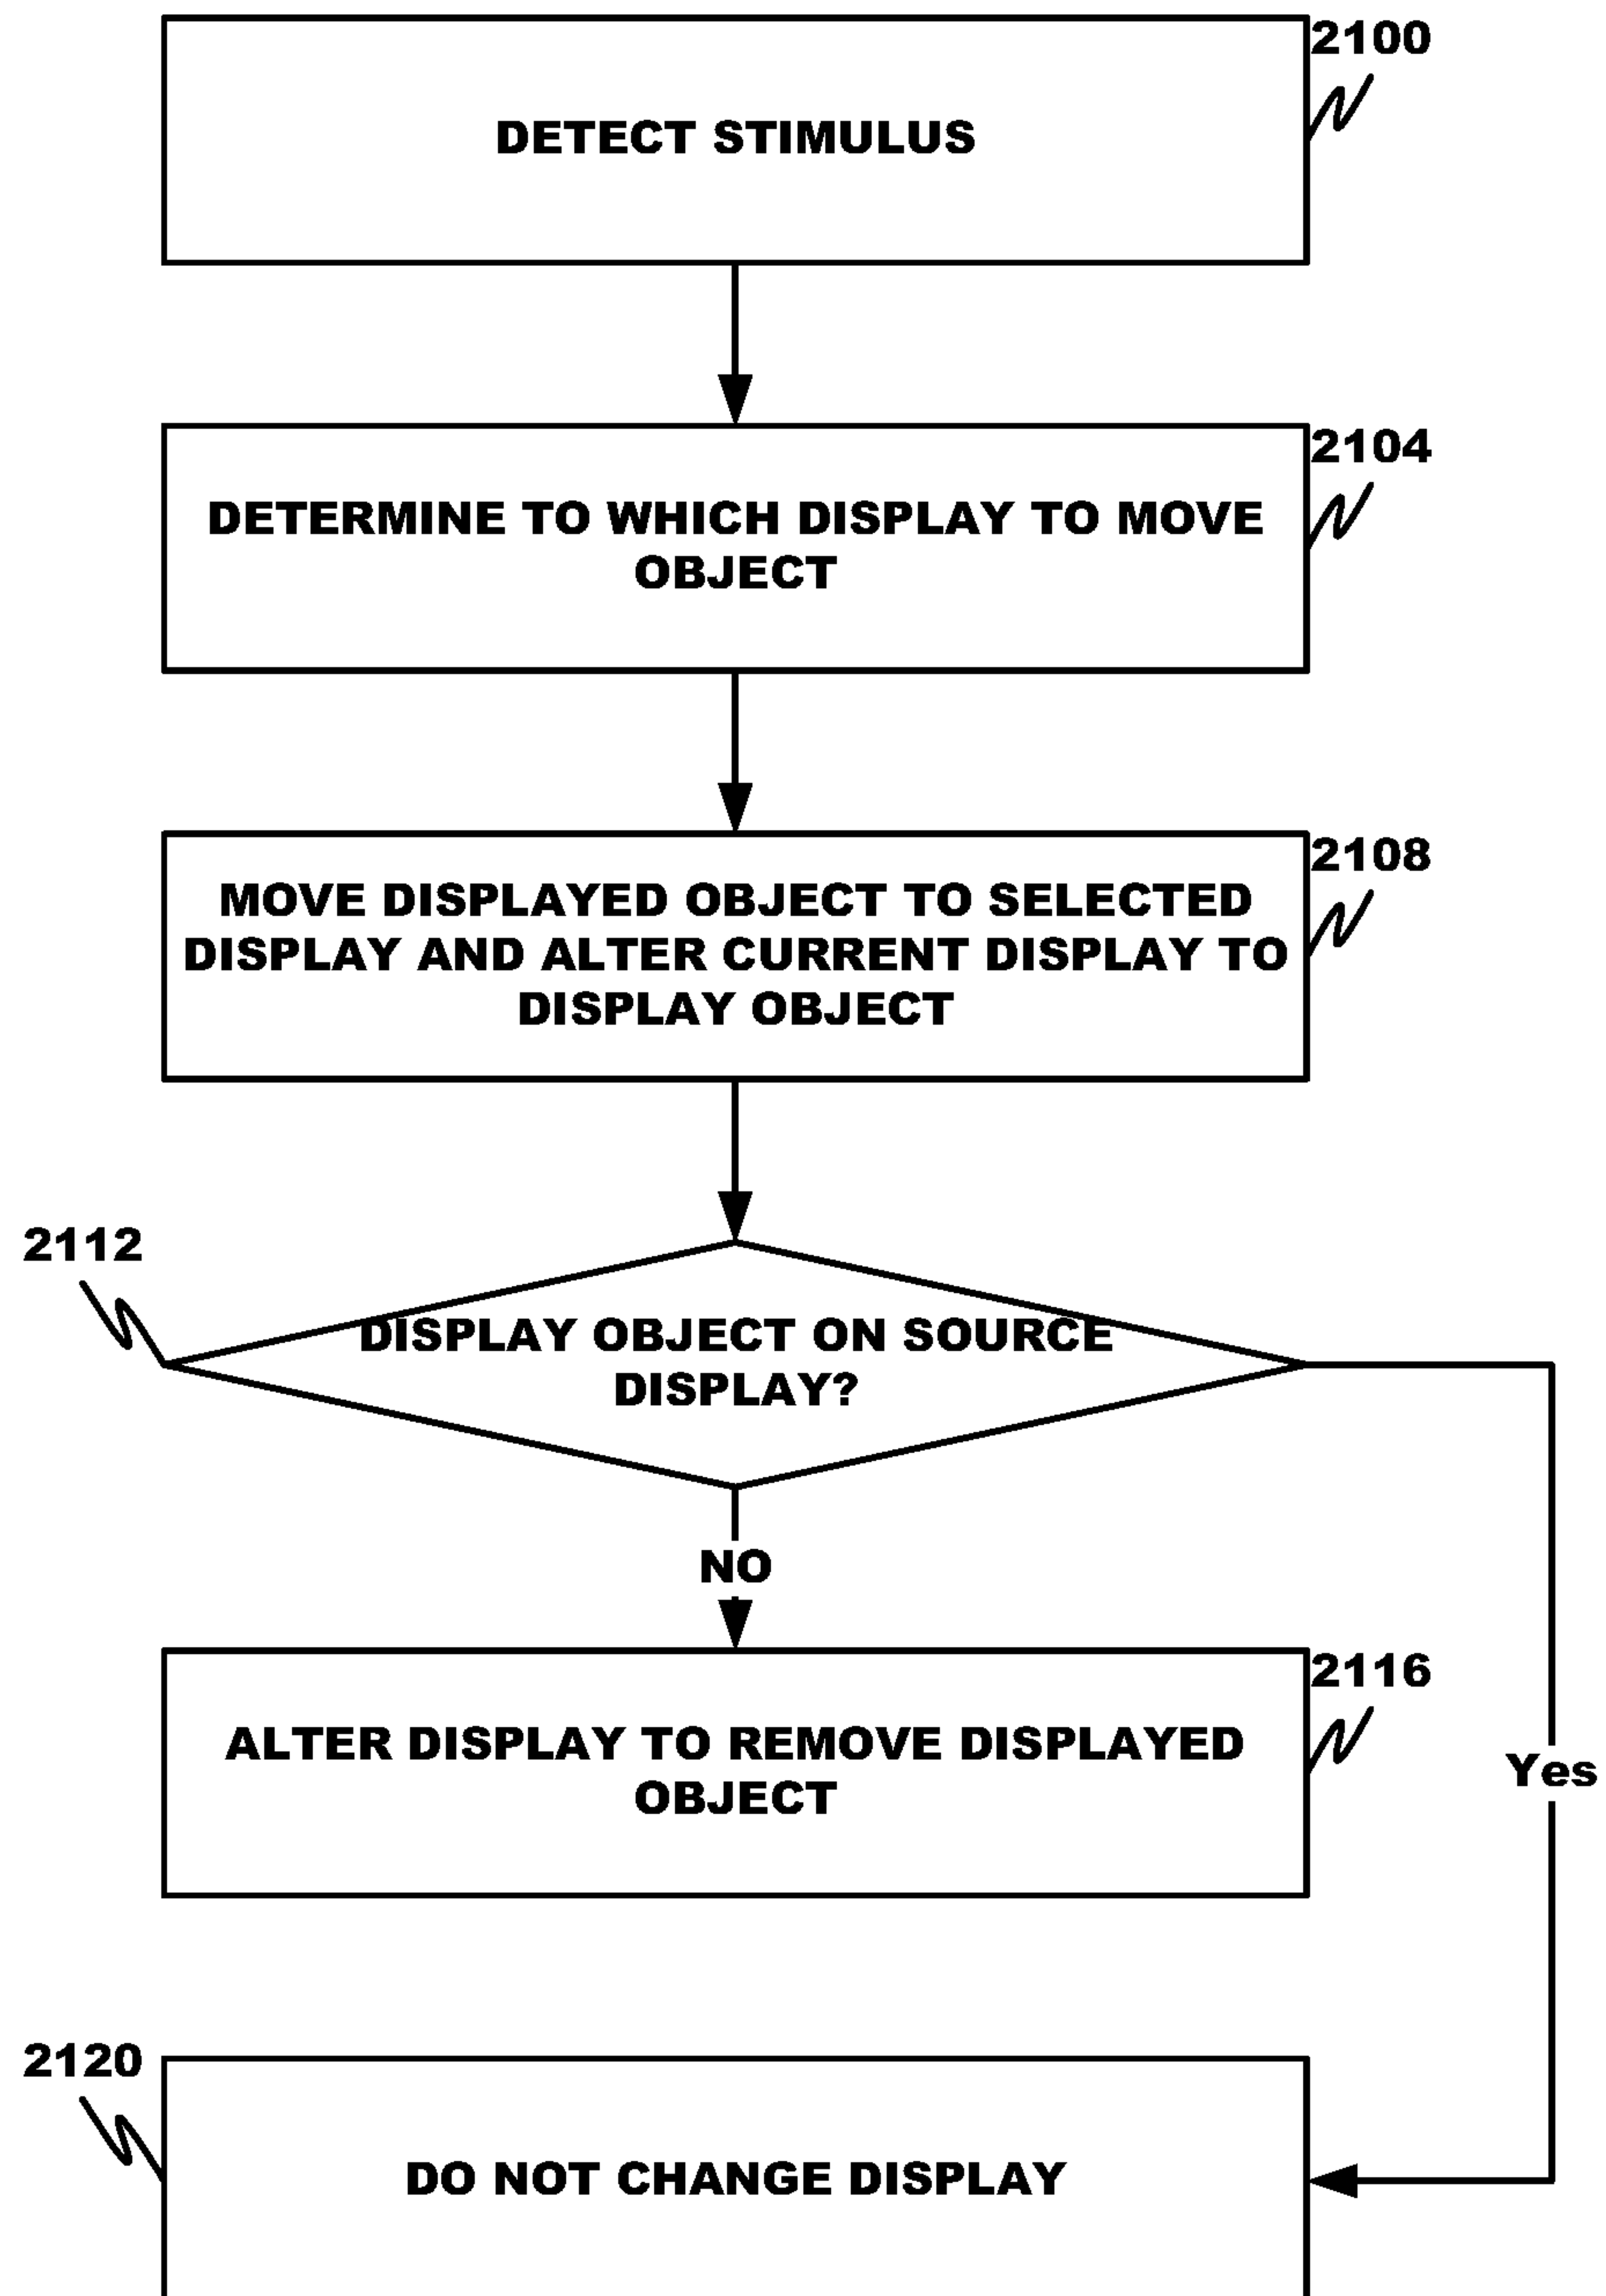 2100
DETECT STIMULUS
2104
DETERMINE TO WHICH DISPLAY TO MOVE
OBJECT
2108
MOVE DISPLAYED OBJECT TO SELECTED
DISPLAY AND ALTER CURRENT DISPLAY TO
DISPLAY OBJECT
2112
DISPLAY OBJECT ON SOURCE
DISPLAY?
NO
2116
ALTER DISPLAY TO REMOVE DISPLAYED
OBJECT
Yes
2120
DO NOT CHANGE DISPLAY